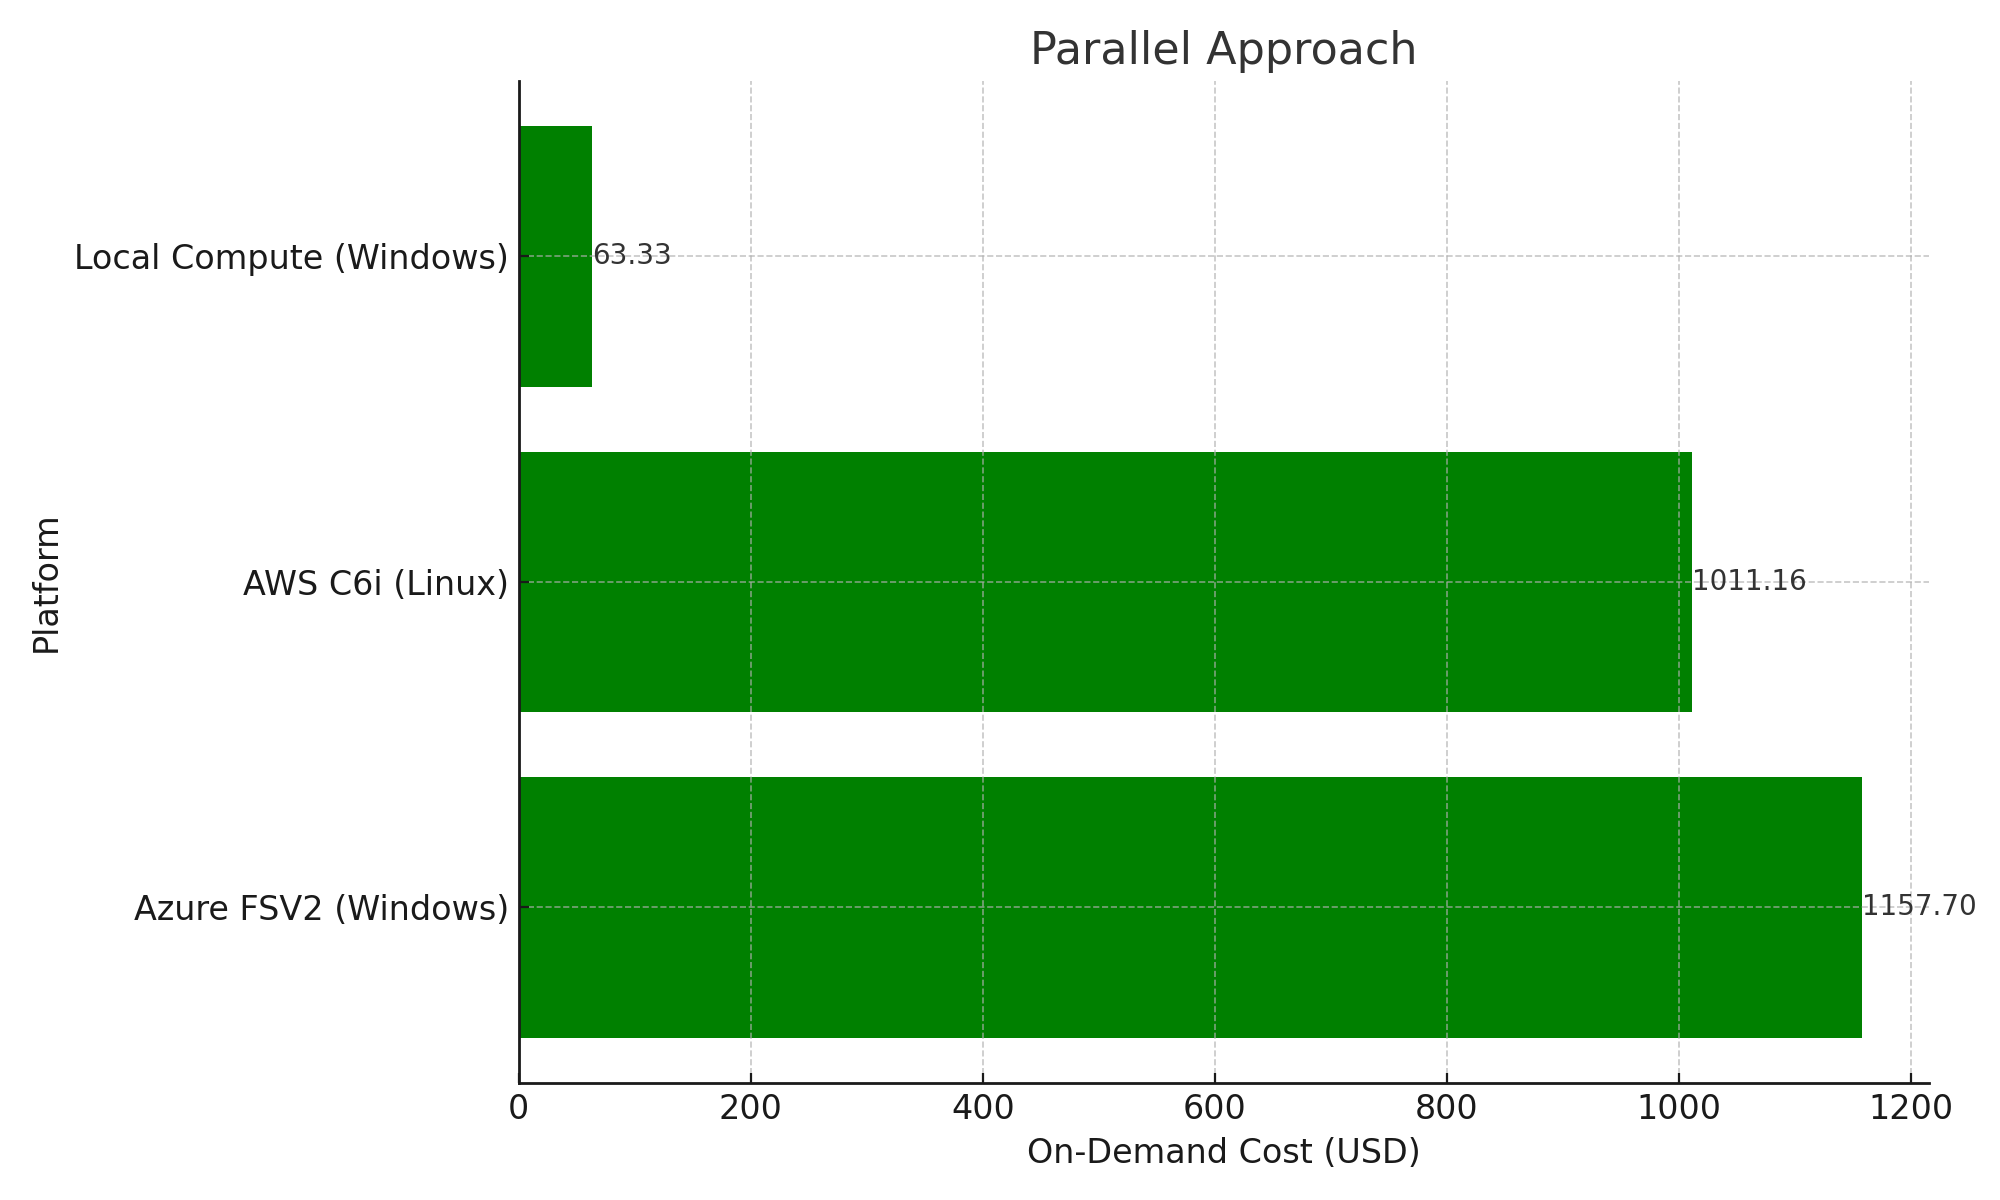 Parallel Approach
Local Compute (Windows)
63.33
AWS C6i (Linux)
1011.16
Azure FSV2 (Windows)
1157.70
Platform
0 200 400 600 800 1000 1200
On-Demand Cost (USD)